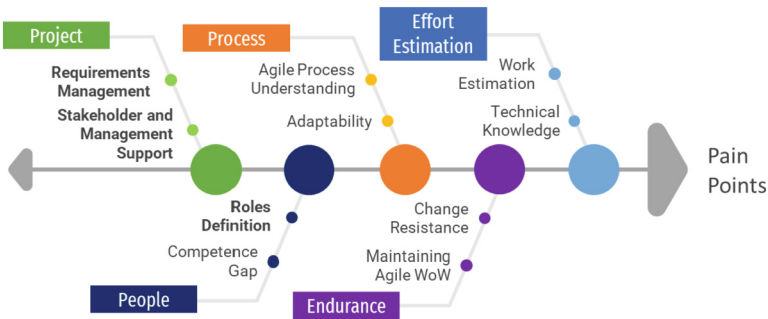 Project
Requirements
Management
Stakeholder and
Management
Support
Process
Agile Process
Understanding
Adaptability
Effort
Estimation
Work
Estimation
Technical
Knowledge
Pain
Points
Roles
Definition
Competence
Gap
People
Change
Resistance
Maintaining
Agile WoW
Endurance